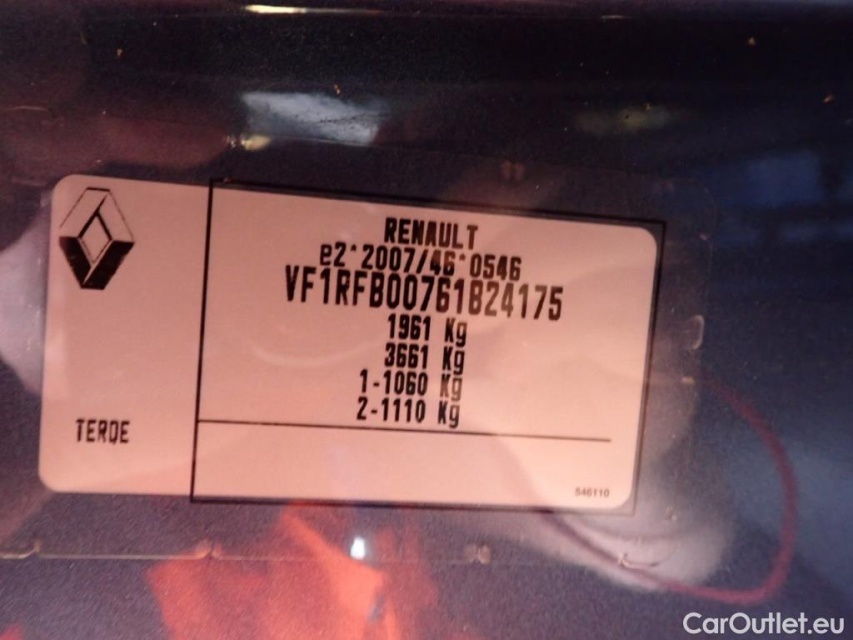 RENAULT
e2*2007/46*0546
VF1RFB00761824175
1961 Kg
3661 Kg
1-1060 Kg
2-1110 Kg
TERQE
546110
CarOutlet.eu